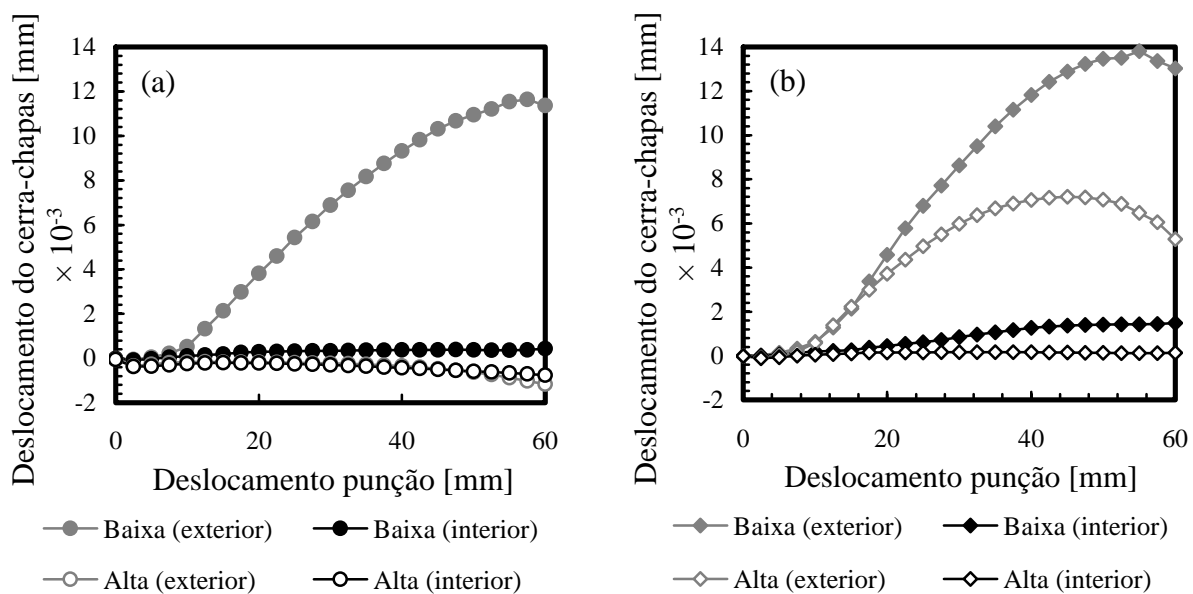 Deslocamento do cerra-chapas [mm]
× 10⁻³
(a)
14
12
10
8
6
4
2
0
-2
0 20 40 60
Deslocamento punção [mm]
Baixa (exterior) Baixa (interior)
Alta (exterior) Alta (interior)
Deslocamento do cerra-chapas [mm]
× 10⁻³
(b)
14
12
10
8
6
4
2
0
-2
0 20 40 60
Deslocamento punção [mm]
Baixa (exterior) Baixa (interior)
Alta (exterior) Alta (interior)